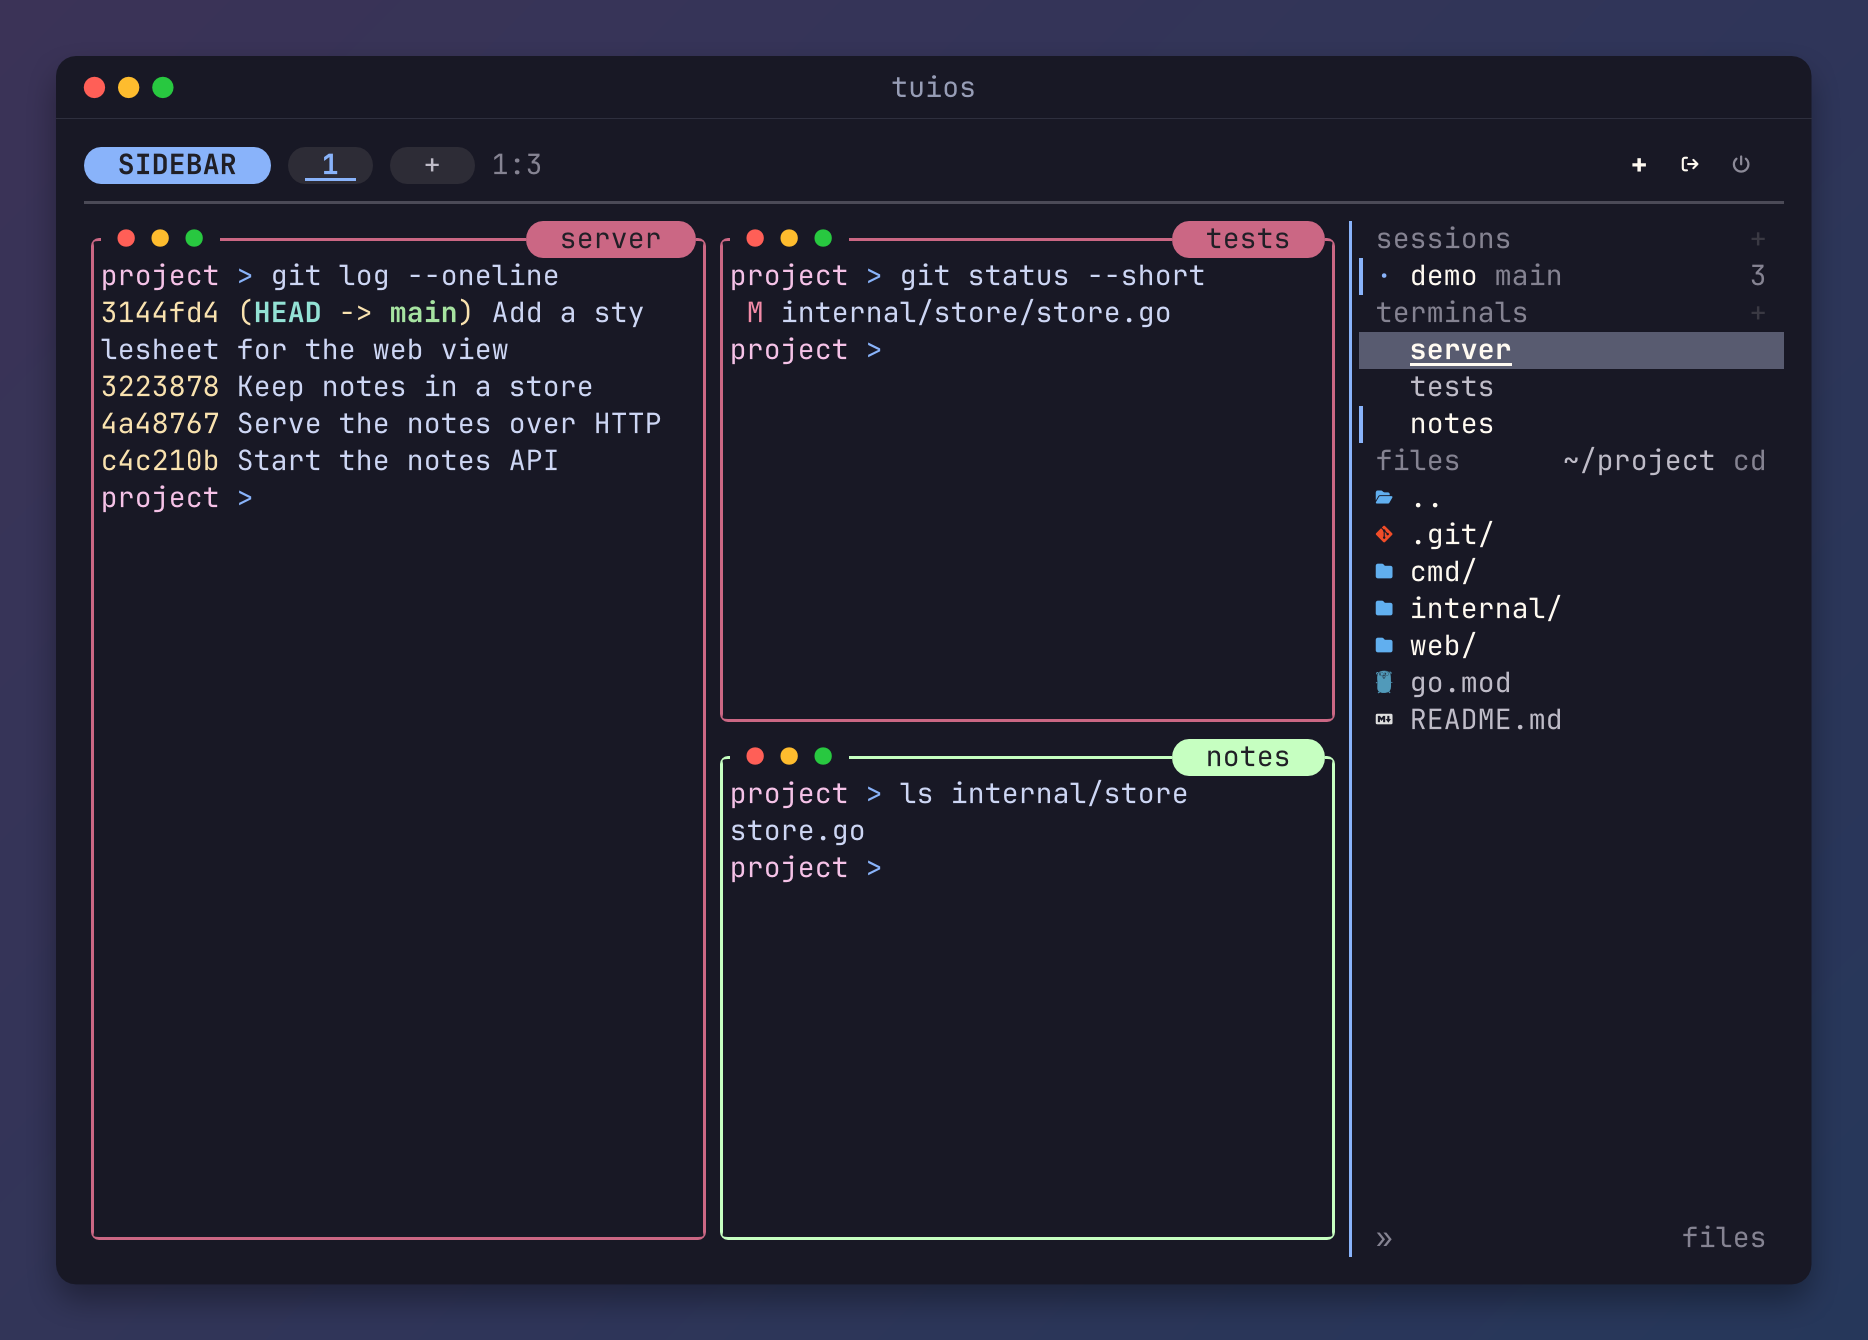 tuios
SIDEBAR 1 + 1:3
server
project > git log --oneline
3144fd4 (HEAD -> main) Add a sty
lesheet for the web view
3223878 Keep notes in a store
4a48767 Serve the notes over HTTP
c4c210b Start the notes API
project >
tests
project > git status --short
M internal/store/store.go
project >
notes
project > ls internal/store
store.go
project >
sessions +
· demo main 3
terminals +
server
tests
notes
files ~/project cd
..
.git/
cmd/
internal/
web/
go.mod
README.md
» files